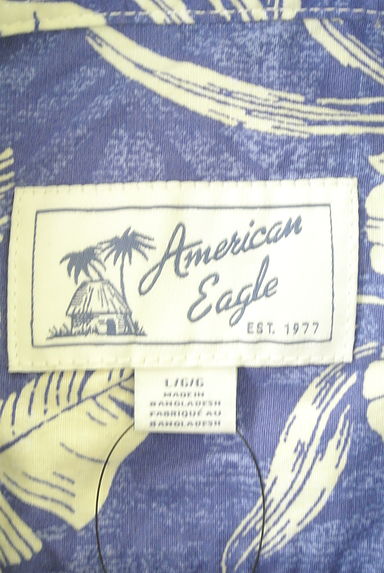 American
Eagle
EST. 1977
L/G/G
MADE IN
BANGLADESH
FABRIQUÉ AU
BANGLADESH